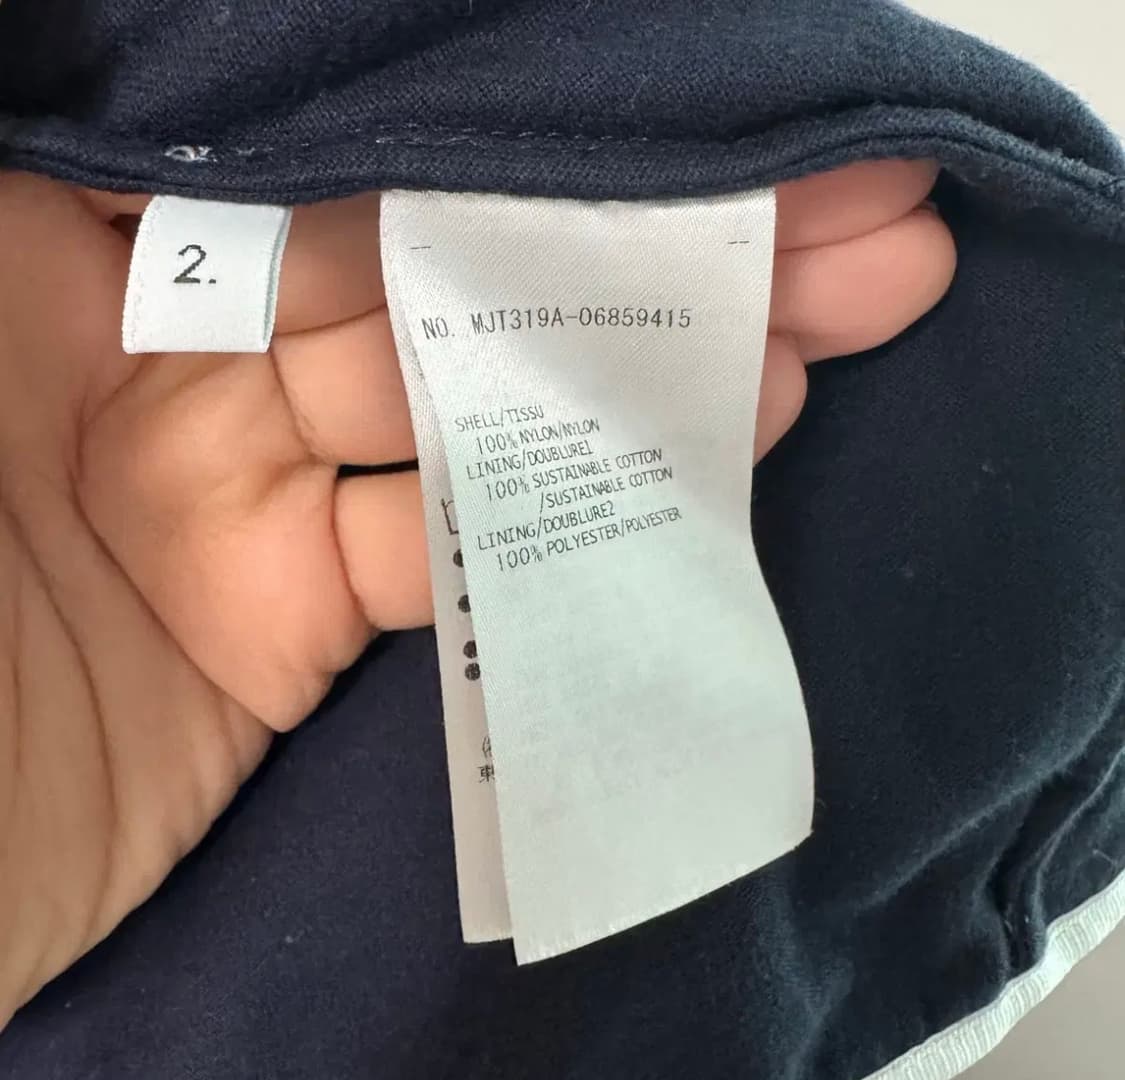 2.
NO. MJT319A-06859415
SHELL/TISSU
100% NYLON/NYLON
LINING/DOUBLURE1
100% SUSTAINABLE COTTON
/SUSTAINABLE COTTON
LINING/DOUBLURE2
100% POLYESTER/POLYESTER
東